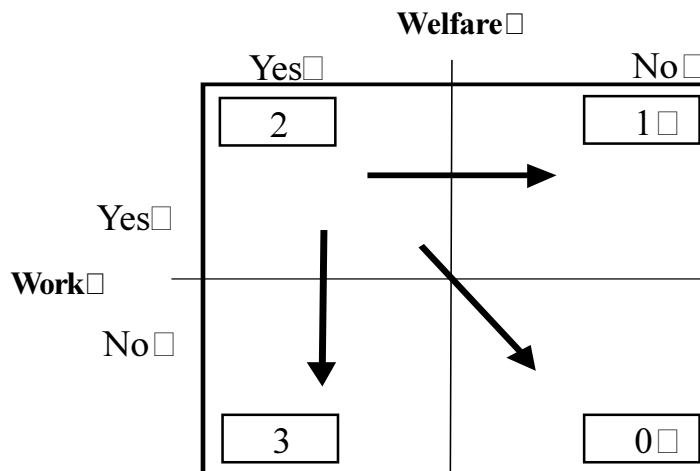 Welfare□
Yes□ No□
2 1□
Yes□
Work□
No□
3 0□